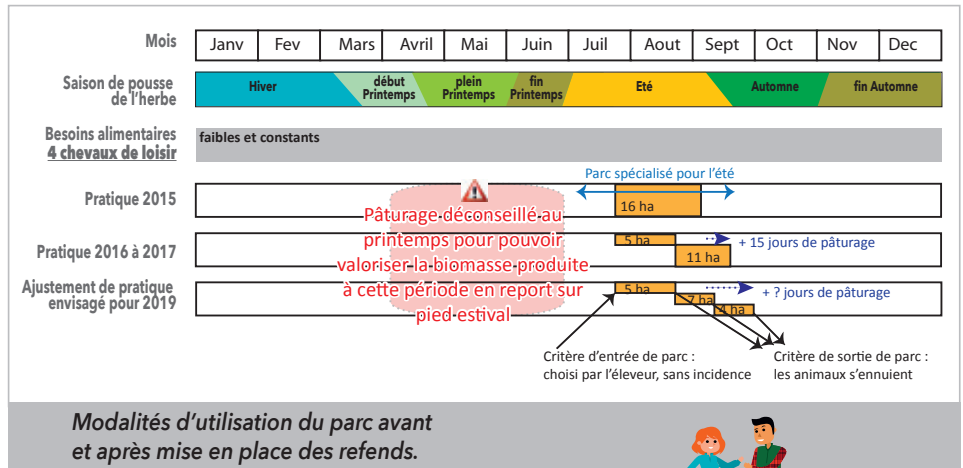 Mois
Janv Fev Mars Avril Mai Juin Juil Aout Sept Oct Nov Dec
Saison de pousse
de l'herbe
Hiver
début
Printemps
plein
Printemps
fin
Printemps
Eté
Automne
fin Automne
Besoins alimentaires
4 chevaux de loisir
faibles et constants
Parc spécialisé pour l'été
Pratique 2015
16 ha
Pâturage déconseillé au
printemps pour pouvoir
valoriser la biomasse produite
à cette période en report sur
pied estival
Pratique 2016 à 2017
5 ha
11 ha
+ 15 jours de pâturage
Ajustement de pratique
envisagé pour 2019
5 ha
7 ha
4 ha
+ ? jours de pâturage
Critère d'entrée de parc :
choisi par l'éleveur, sans incidence
Critère de sortie de parc :
les animaux s'ennuient
Modalités d'utilisation du parc avant
et après mise en place des refends.